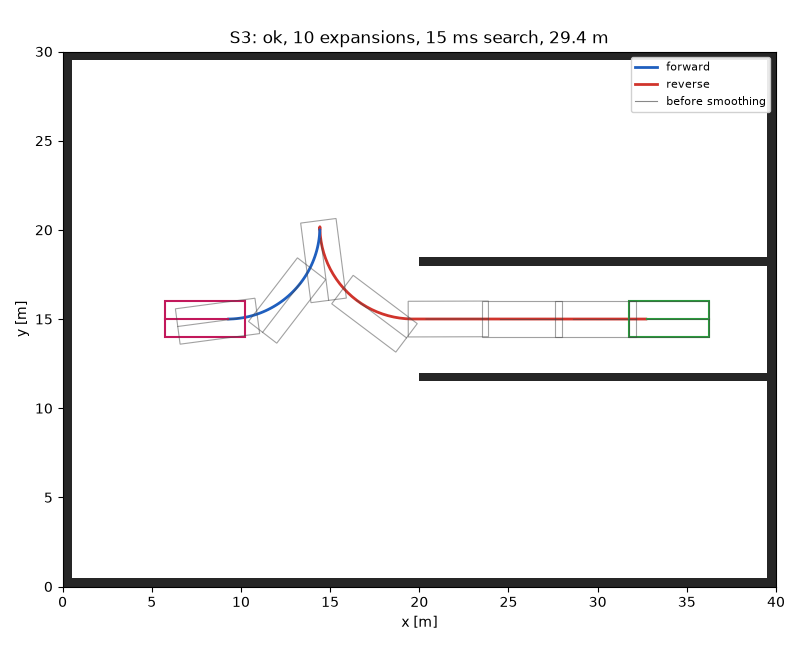 S3: ok, 10 expansions, 15 ms search, 29.4 m
forward
reverse
before smoothing
30
25
20
15
10
5
0
y [m]
0 5 10 15 20 25 30 35 40
x [m]